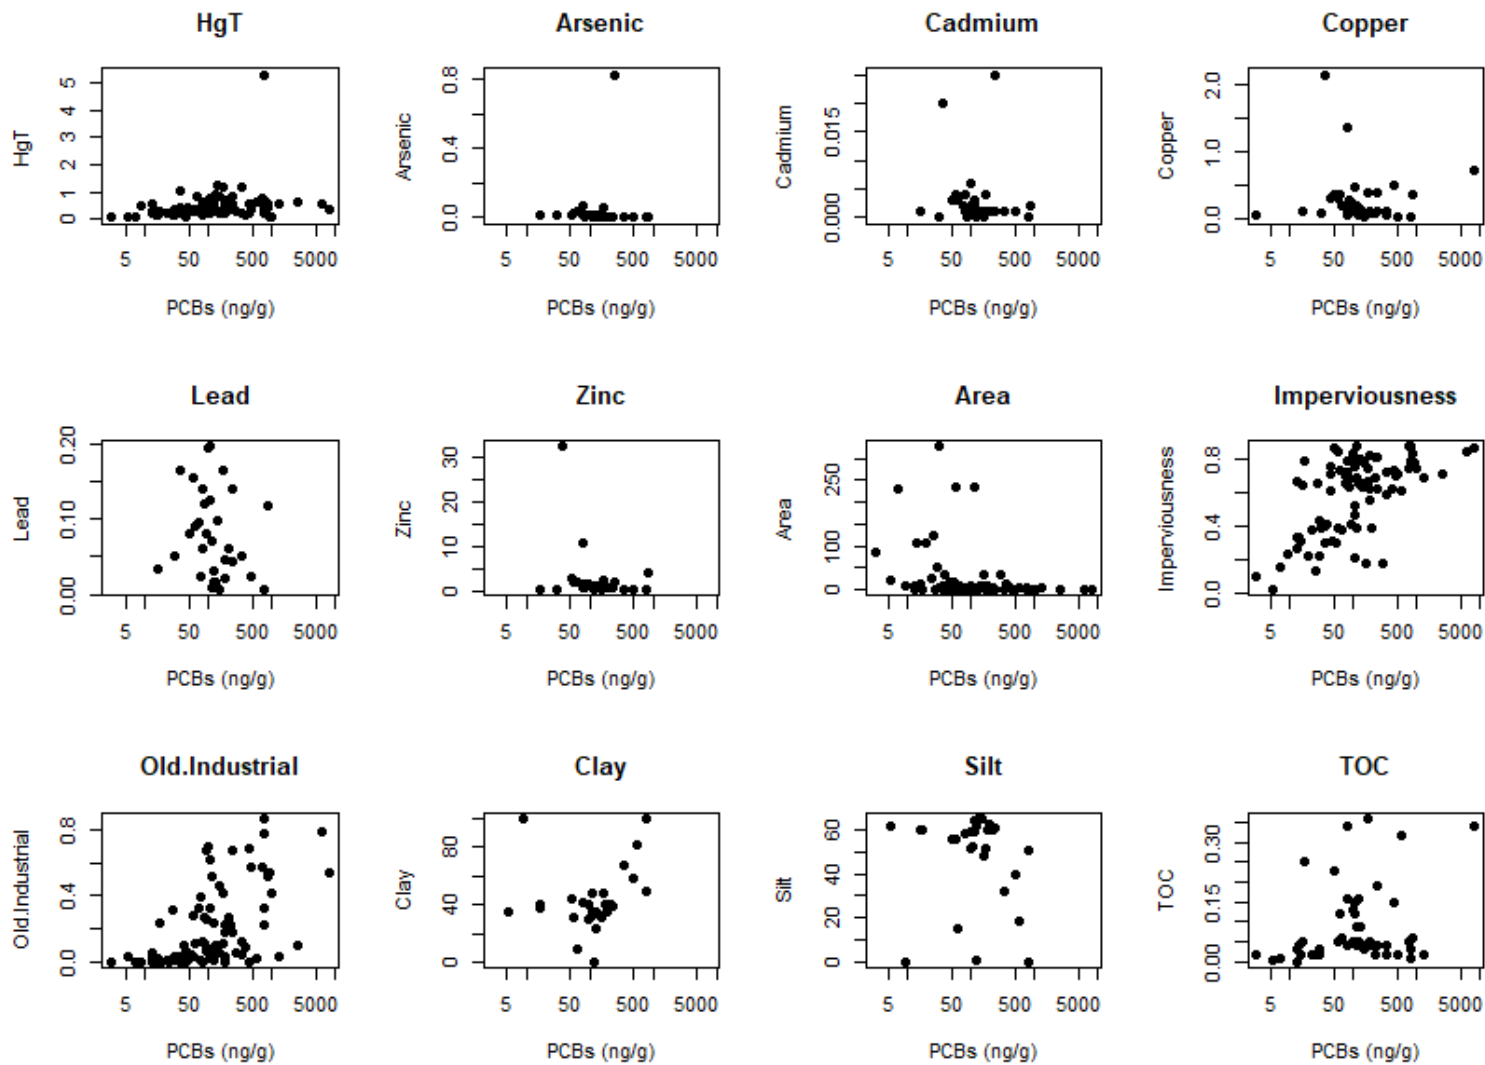 HgT Arsenic Cadmium Copper
HgT
0 1 2 3 4 5
5 50 500 5000
PCBs (ng/g)
Arsenic
0.0 0.4 0.8
5 50 500 5000
PCBs (ng/g)
Cadmium
0.000 0.015
5 50 500 5000
PCBs (ng/g)
Copper
0.0 1.0 2.0
5 50 500 5000
PCBs (ng/g)
Lead Zinc Area Imperviousness
Lead
0.00 0.10 0.20
5 50 500 5000
PCBs (ng/g)
Zinc
0 10 20 30
5 50 500 5000
PCBs (ng/g)
Area
0 100 250
5 50 500 5000
PCBs (ng/g)
Imperviousness
0.0 0.4 0.8
5 50 500 5000
PCBs (ng/g)
Old.Industrial Clay Silt TOC
Old.Industrial
0.0 0.4 0.8
5 50 500 5000
PCBs (ng/g)
Clay
0 40 80
5 50 500 5000
PCBs (ng/g)
Silt
0 20 40 60
5 50 500 5000
PCBs (ng/g)
TOC
0.00 0.15 0.30
5 50 500 5000
PCBs (ng/g)